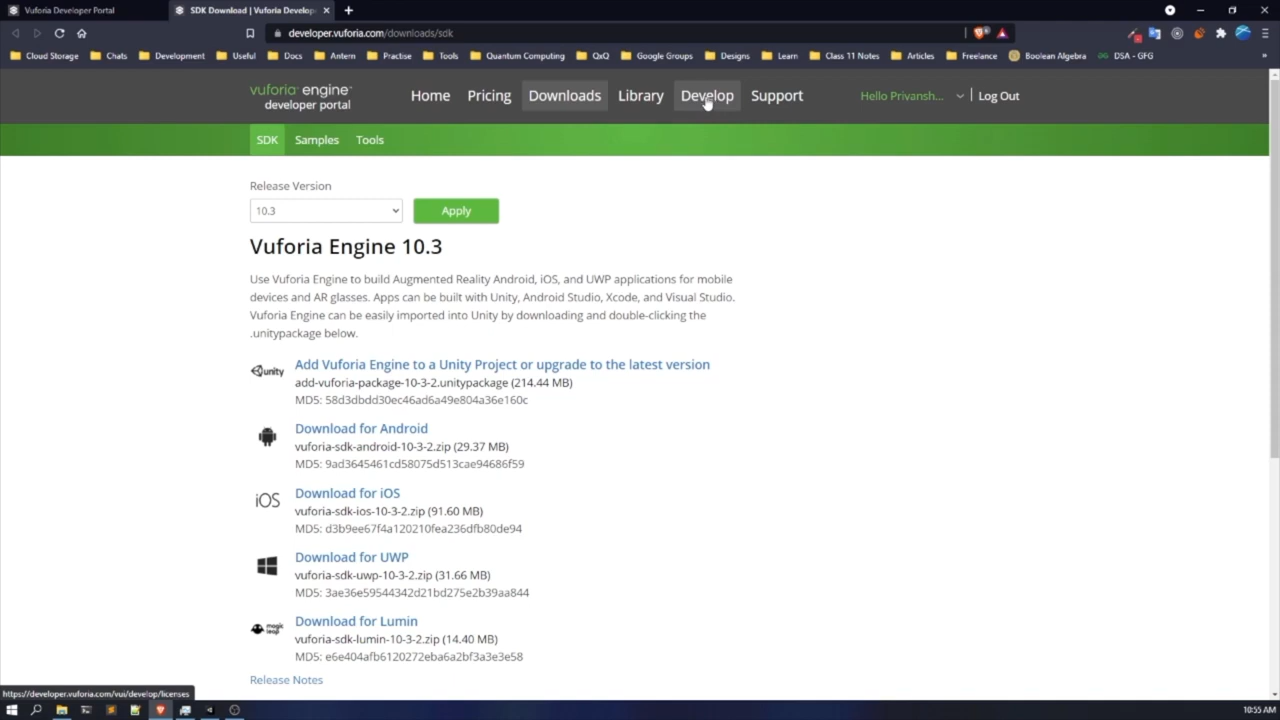 Vuforia Developer Portal
SDK Download | Vuforia Develop
developer.vuforia.com/downloads/sdk
Cloud Storage
Chats
Development
Useful
Docs
Antern
Practise
Tools
Quantum Computing
QxQ
Google Groups
Designs
Learn
Class 11 Notes
Articles
Freelance
Boolean Algebra
DSA - GFG
»
vuforia engine
developer portal
Home
Pricing
Downloads
Library
Develop
Support
Hello Privansh...
Log Out
SDK
Samples
Tools
Release Version
10.3
Apply
Vuforia Engine 10.3
Use Vuforia Engine to build Augmented Reality Android, iOS, and UWP applications for mobile
devices and AR glasses. Apps can be built with Unity, Android Studio, Xcode, and Visual Studio.
Vuforia Engine can be easily imported into Unity by downloading and double-clicking the
.unitypackage below.
unity
Add Vuforia Engine to a Unity Project or upgrade to the latest version
add-vuforia-package-10-3-2.unitypackage (214.44 MB)
MD5: 58d3dbdd30ec46ad6a49e804a36e160c
Download for Android
vuforia-sdk-android-10-3-2.zip (29.37 MB)
MD5: 9ad3645461cd58075d513cae94686f59
iOS
Download for iOS
vuforia-sdk-ios-10-3-2.zip (91.60 MB)
MD5: d3b9ee67f4a120210fea236dfb80de94
Download for UWP
vuforia-sdk-uwp-10-3-2.zip (31.66 MB)
MD5: 3ae36e59544342d21bd275e2b39aa844
magic leap
Download for Lumin
vuforia-sdk-lumin-10-3-2.zip (14.40 MB)
MD5: e6e404afb6120272eba6a2bf3a3e3e58
Release Notes
https://developer.vuforia.com/vui/develop/licenses
10:55 AM